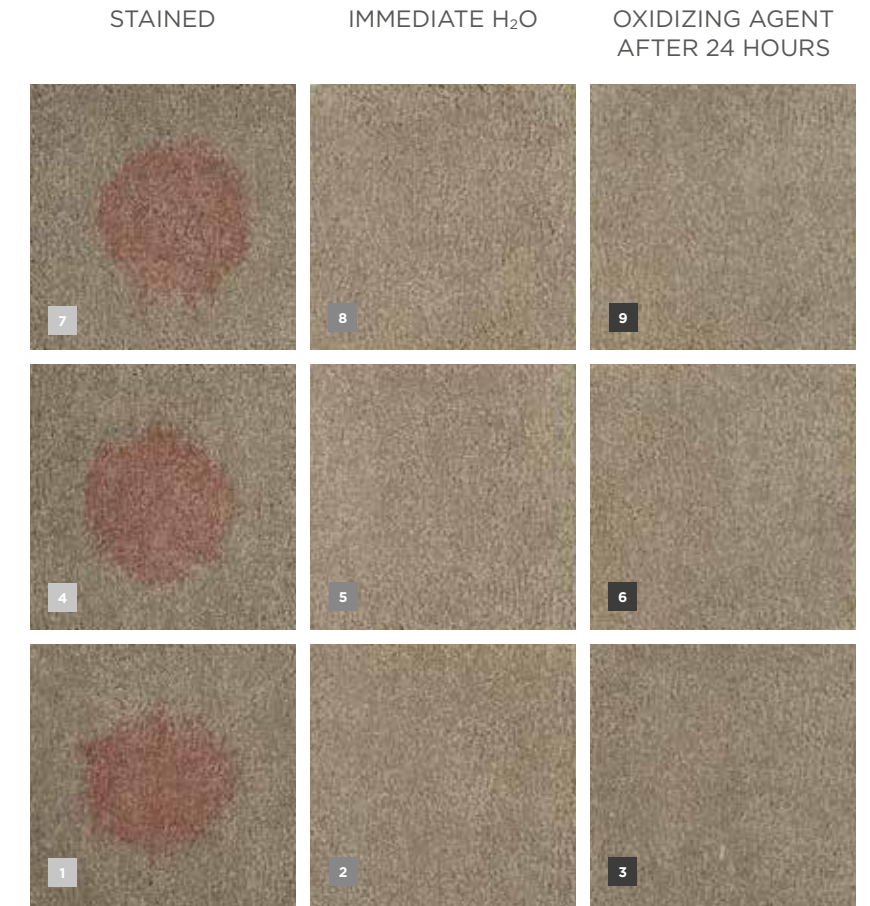 STAINED
IMMEDIATE H₂O
OXIDIZING AGENT
AFTER 24 HOURS
7
8
9
4
5
6
1
2
3